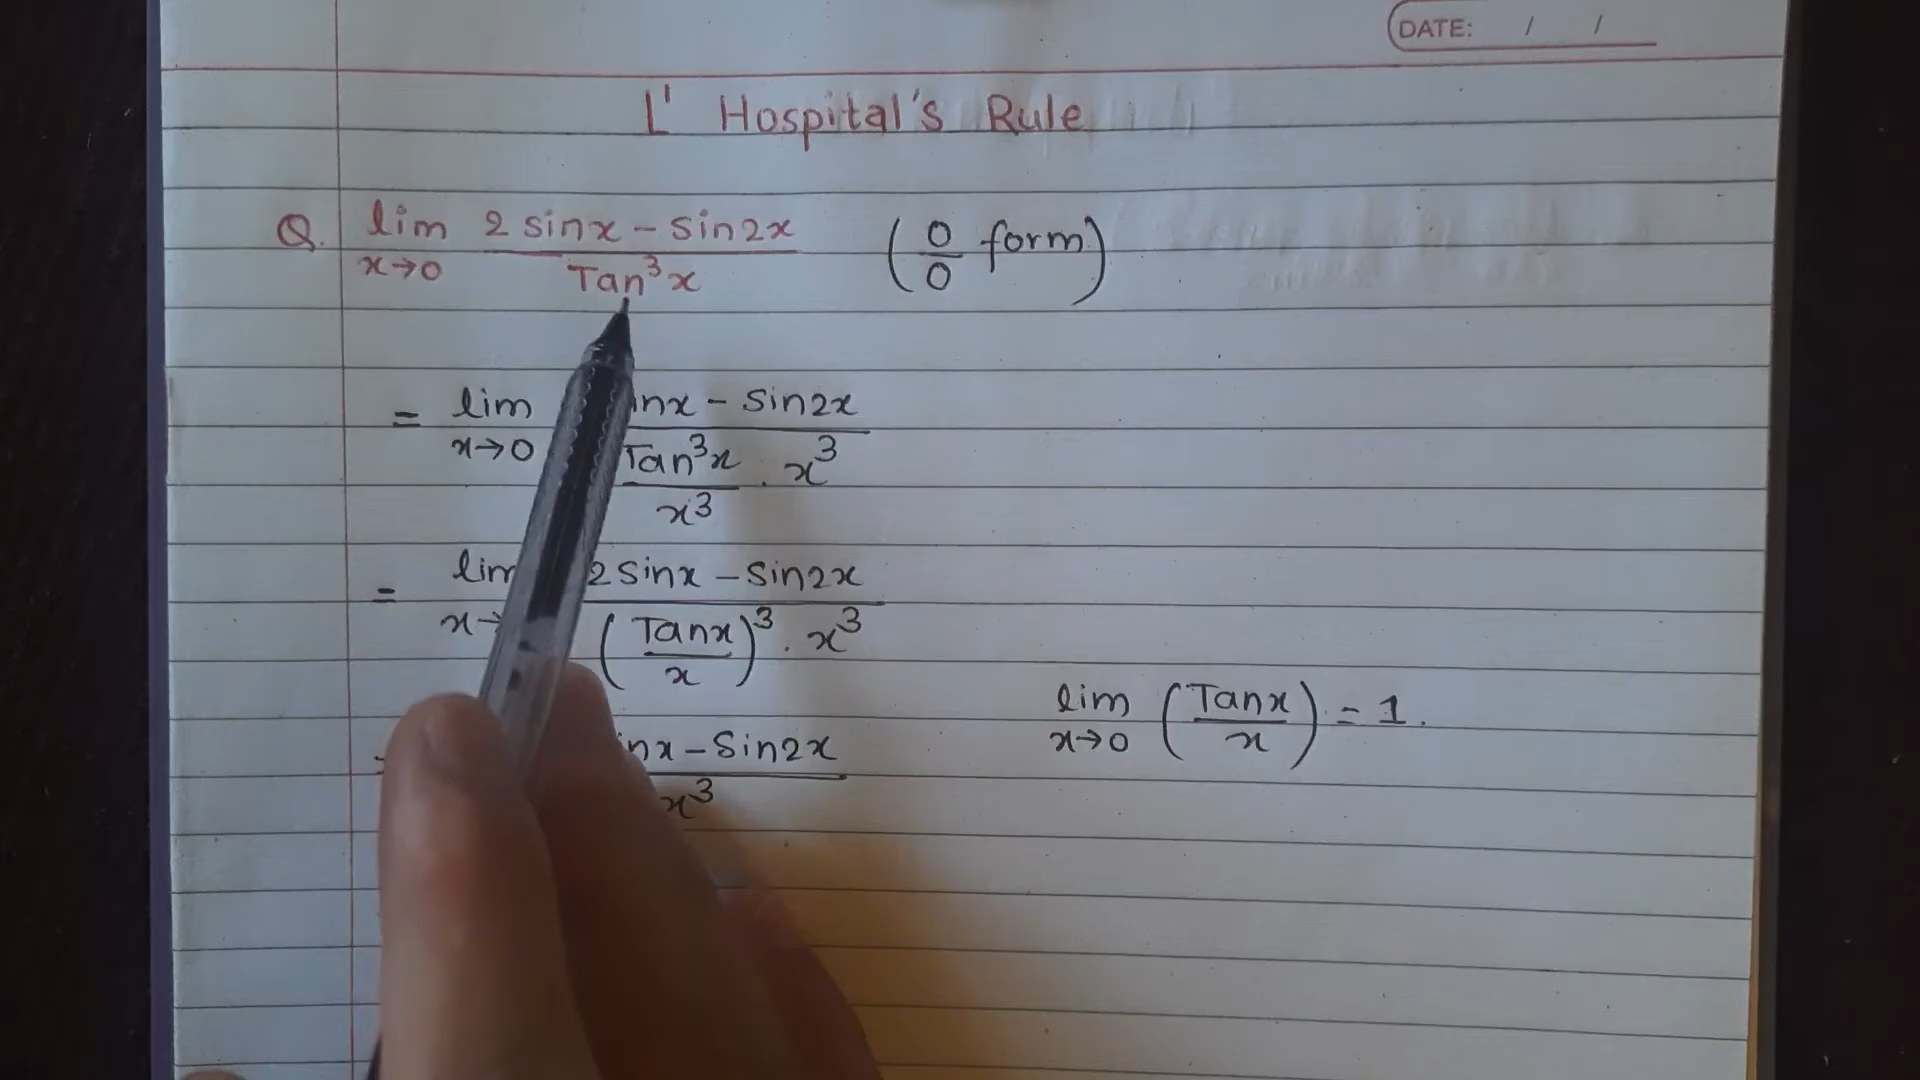 DATE: / /
L' Hospital's Rule
Q. lim x→0 (2 sinx - sin2x) / (Tan³x) (0/0 form)
= lim x→0 nx - sin2x / (Tan³x / x³ . x³)
= lim x→ 2 sinx - sin2x / ((Tanx / x)³ . x³)
inx - Sin2x / x³
lim x→0 (Tanx / x) = 1.